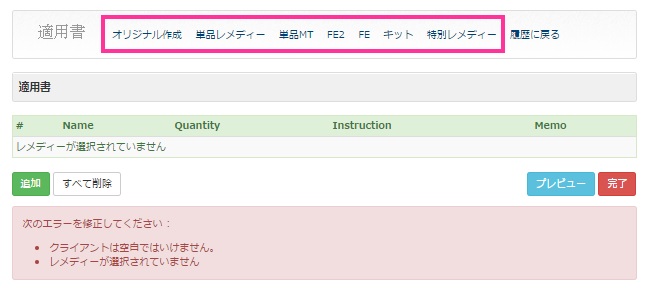 適用書 オリジナル作成 単品レメディー 単品MT FE2 FE キット 特別レメディー 履歴に戻る
適用書
# Name Quantity Instruction Memo
レメディーが選択されていません
追加 すべて削除 プレビュー 完了
次のエラーを修正してください：
• クライアントは空白ではいけません。
• レメディーが選択されていません